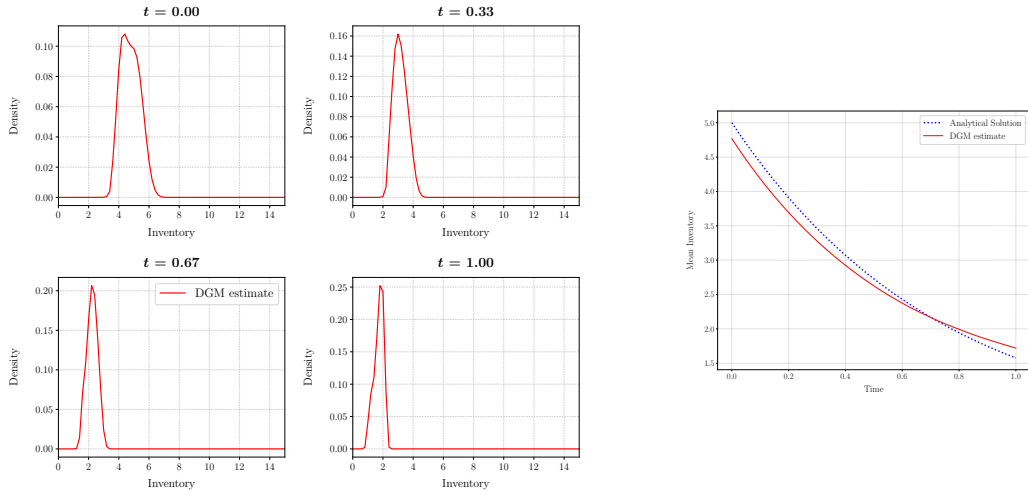 t = 0.00
0.10
0.08
0.06
0.04
0.02
0.00
Density
0 2 4 6 8 10 12 14
Inventory
t = 0.33
0.16
0.14
0.12
0.10
0.08
0.06
0.04
0.02
0.00
Density
0 2 4 6 8 10 12 14
Inventory
t = 0.67
DGM estimate
0.20
0.15
0.10
0.05
0.00
Density
0 2 4 6 8 10 12 14
Inventory
t = 1.00
0.25
0.20
0.15
0.10
0.05
0.00
Density
0 2 4 6 8 10 12 14
Inventory
Analytical Solution
DGM estimate
5.0
4.5
4.0
3.5
3.0
2.5
2.0
1.5
Mean Inventory
0.0 0.2 0.4 0.6 0.8 1.0
Time